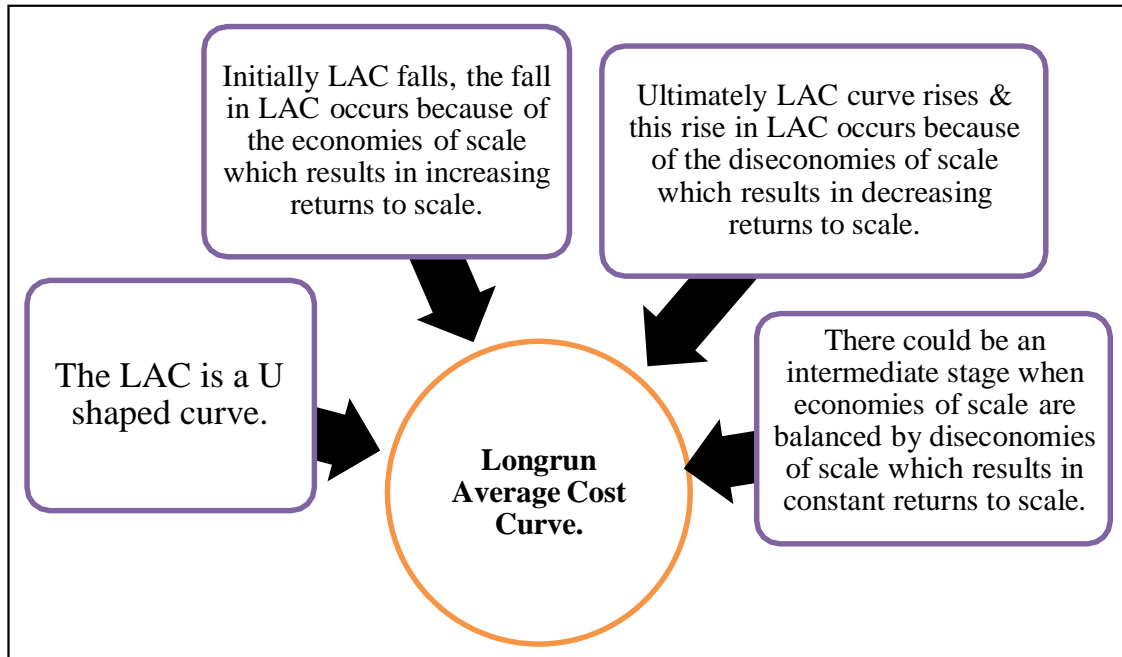 Initially LAC falls, the fall
in LAC occurs because of
the economies of scale
which results in increasing
returns to scale.
Ultimately LAC curve rises &
this rise in LAC occurs because
of the diseconomies of scale
which results in decreasing
returns to scale.
The LAC is a U
shaped curve.
There could be an
intermediate stage when
economies of scale are
balanced by diseconomies
of scale which results in
constant returns to scale.
Longrun
Average Cost
Curve.